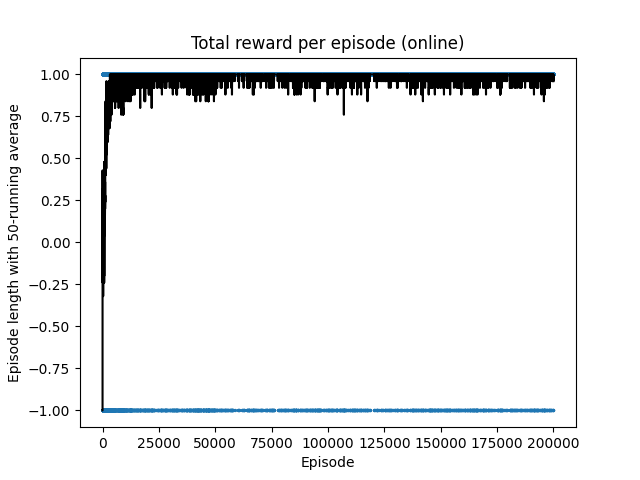 Total reward per episode (online)
Episode length with 50-running average
1.00
0.75
0.50
0.25
0.00
−0.25
−0.50
−0.75
−1.00
0 25000 50000 75000 100000 125000 150000 175000 200000
Episode